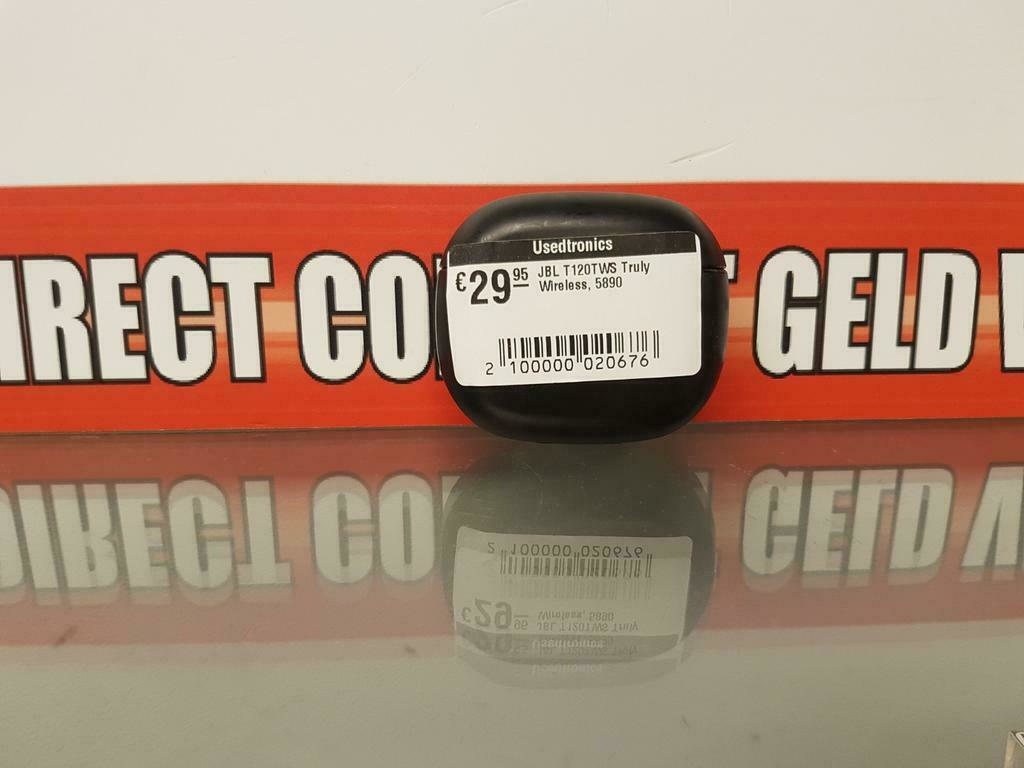 IRECT CO GELD
Usedtronics
€29 95 JBL T120TWS Truly
Wireless, 5890
2 100000 020676